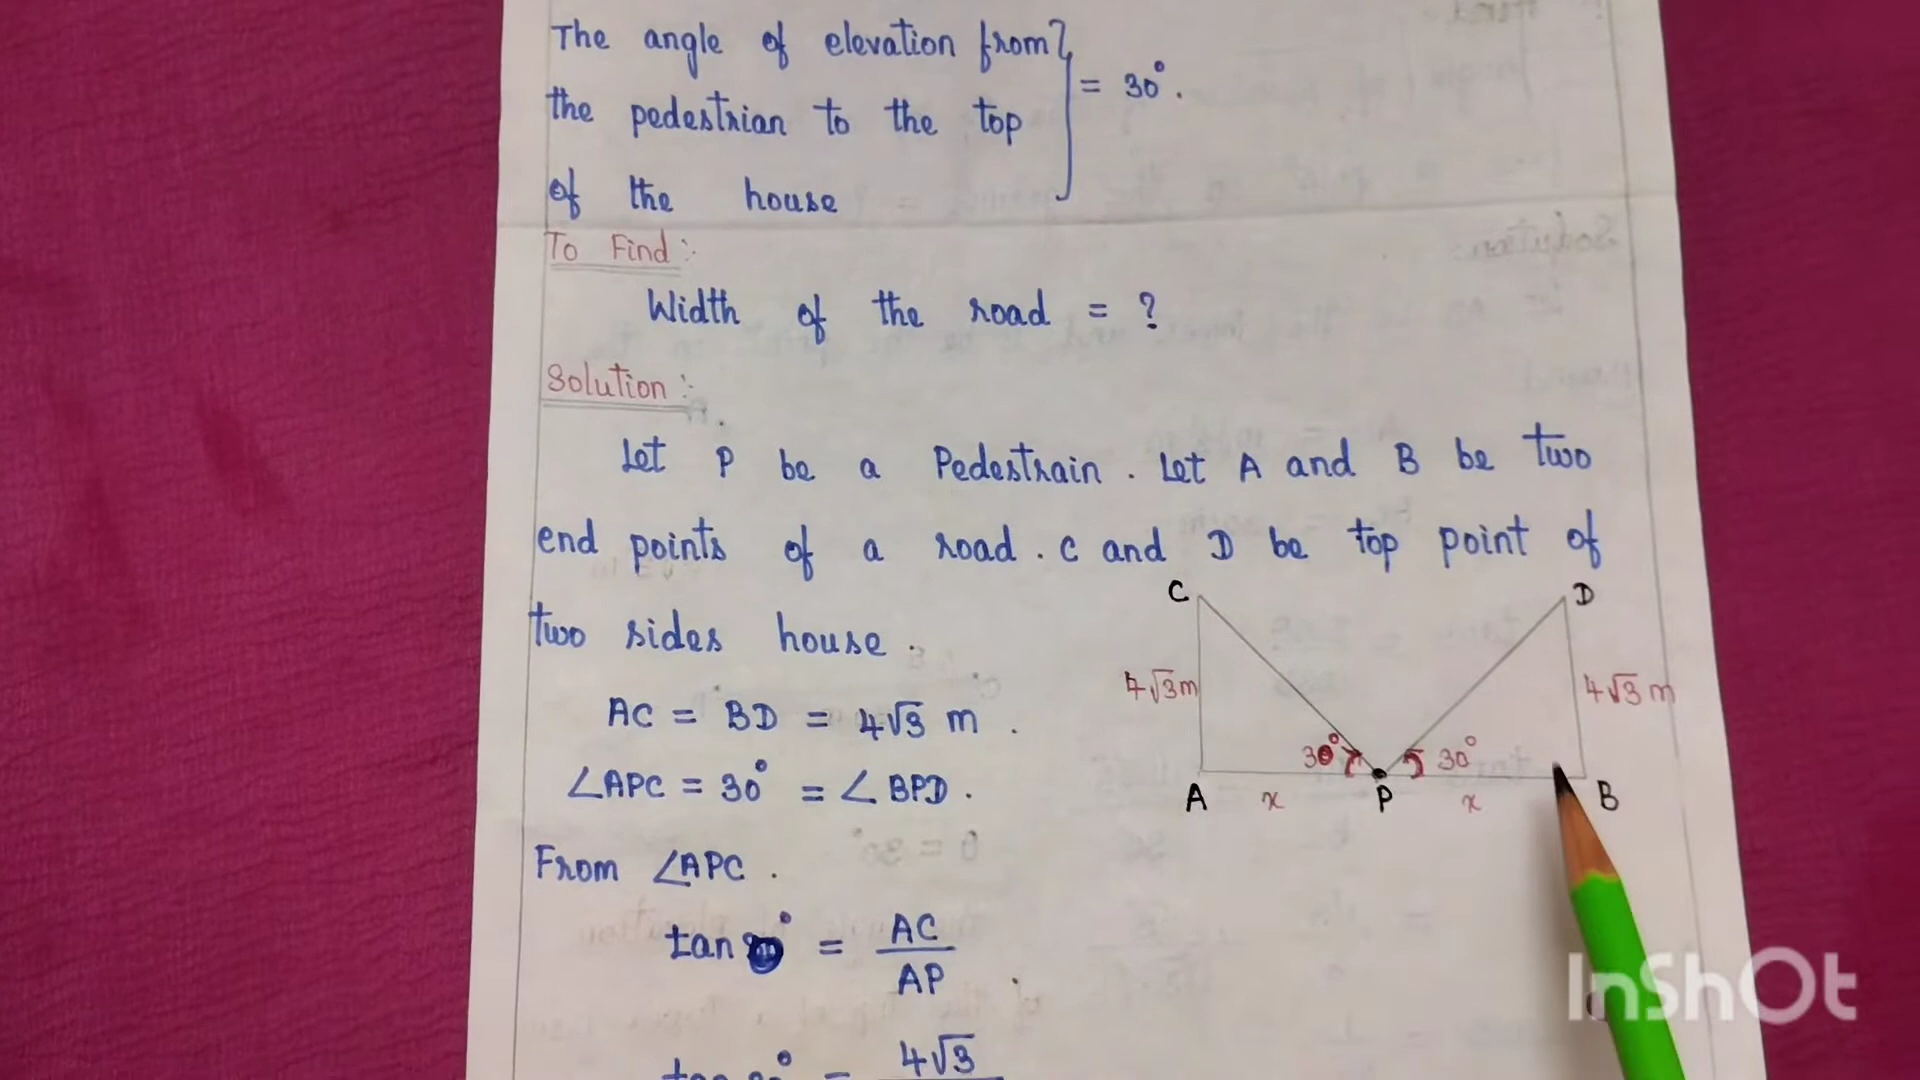 The angle of elevation from
the pedestrian to the top
of the house
= 30°.
To Find:
Width of the road = ?
Solution:
Let P be a Pedestrain. Let A and B be two
end points of a road. C and D be top point of
two sides house.
AC = BD = 4√3 m.
∠APC = 30° = ∠BPD.
From ∠APC.
tan ° = AC
AP.
4√3
C D
4√3m 4√3m
30° 30°
A x P x B
InShOt